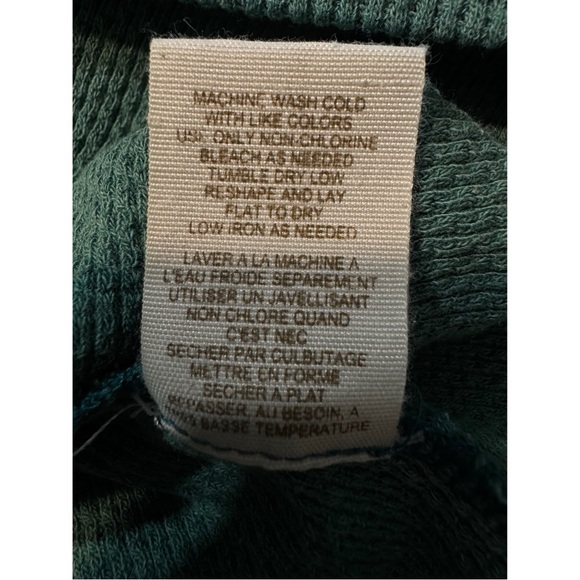 MACHINE WASH COLD
WITH LIKE COLORS
USE ONLY NON-CHLORINE
BLEACH AS NEEDED
TUMBLE DRY LOW
RESHAPE AND LAY
FLAT TO DRY
LOW IRON AS NEEDED
LAVER A LA MACHINE A
L'EAU FROIDE SEPAREMENT
UTILISER UN JAVELLISANT
NON CHLORE QUAND
C'EST NEC
SECHER PAR CULBUTAGE
METTRE EN FORME
SECHER A PLAT
REPASSER, AU BESOIN, A
BASSE TEMPERATURE